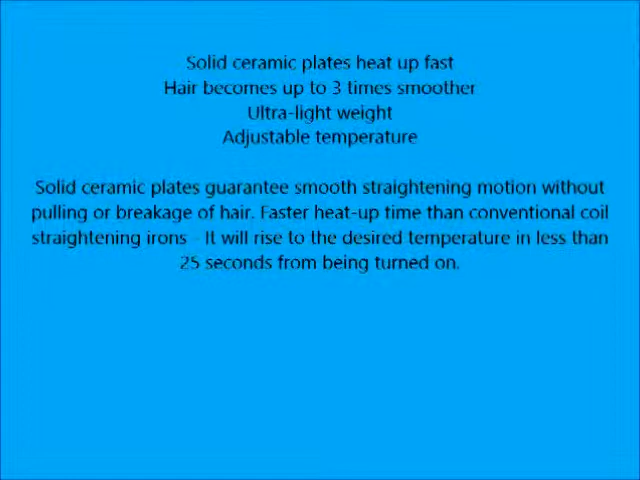 Solid ceramic plates heat up fast
Hair becomes up to 3 times smoother
Ultra-light weight
Adjustable temperature
Solid ceramic plates guarantee smooth straightening motion without
pulling or breakage of hair. Faster heat-up time than conventional coil
straightening irons - It will rise to the desired temperature in less than
25 seconds from being turned on.